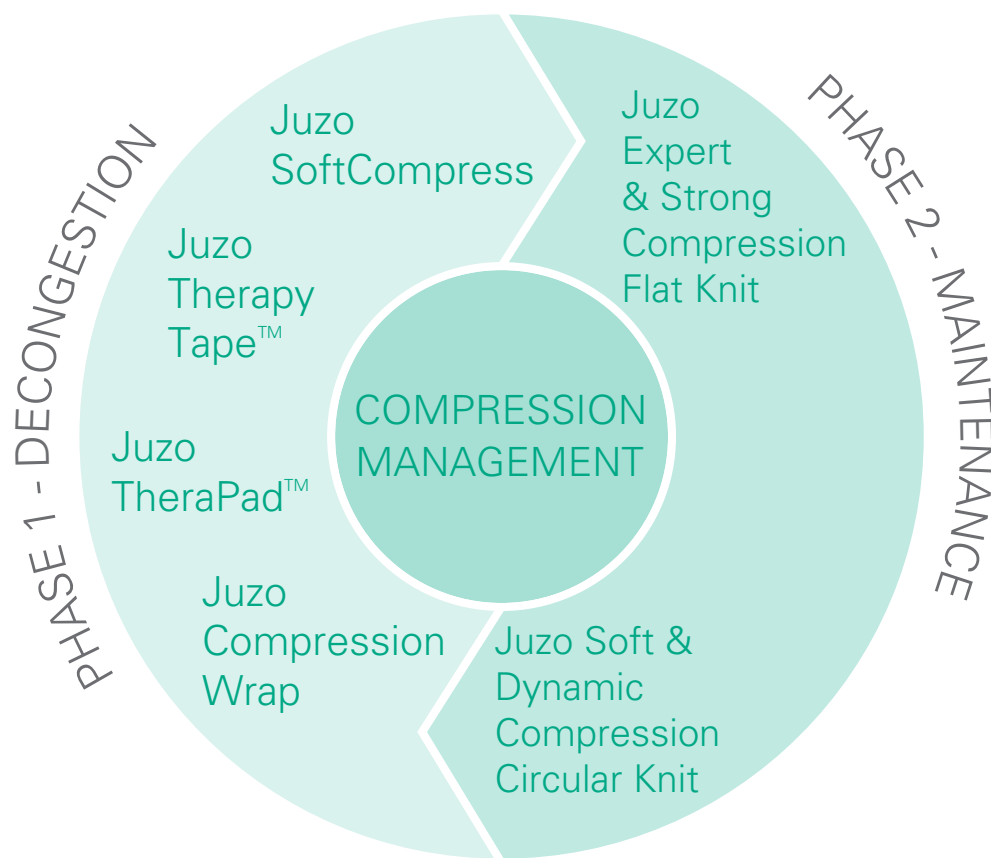 PHASE 1 - DECONGESTION
Juzo
SoftCompress
Juzo
Therapy
Tape™
Juzo
TheraPad™
Juzo
Compression
Wrap
COMPRESSION
MANAGEMENT
PHASE 2 - MAINTENANCE
Juzo
Expert
& Strong
Compression
Flat Knit
Juzo Soft &
Dynamic
Compression
Circular Knit